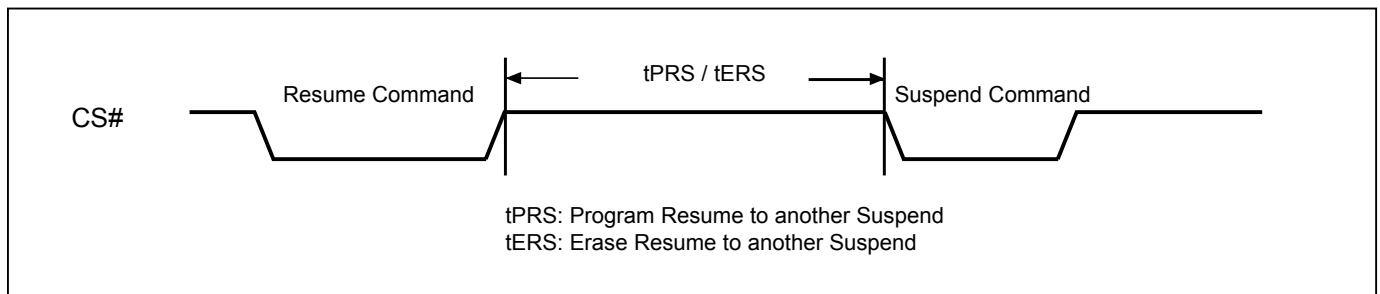 tPRS / tERS
Resume Command
Suspend Command
CS#
tPRS: Program Resume to another Suspend
tERS: Erase Resume to another Suspend